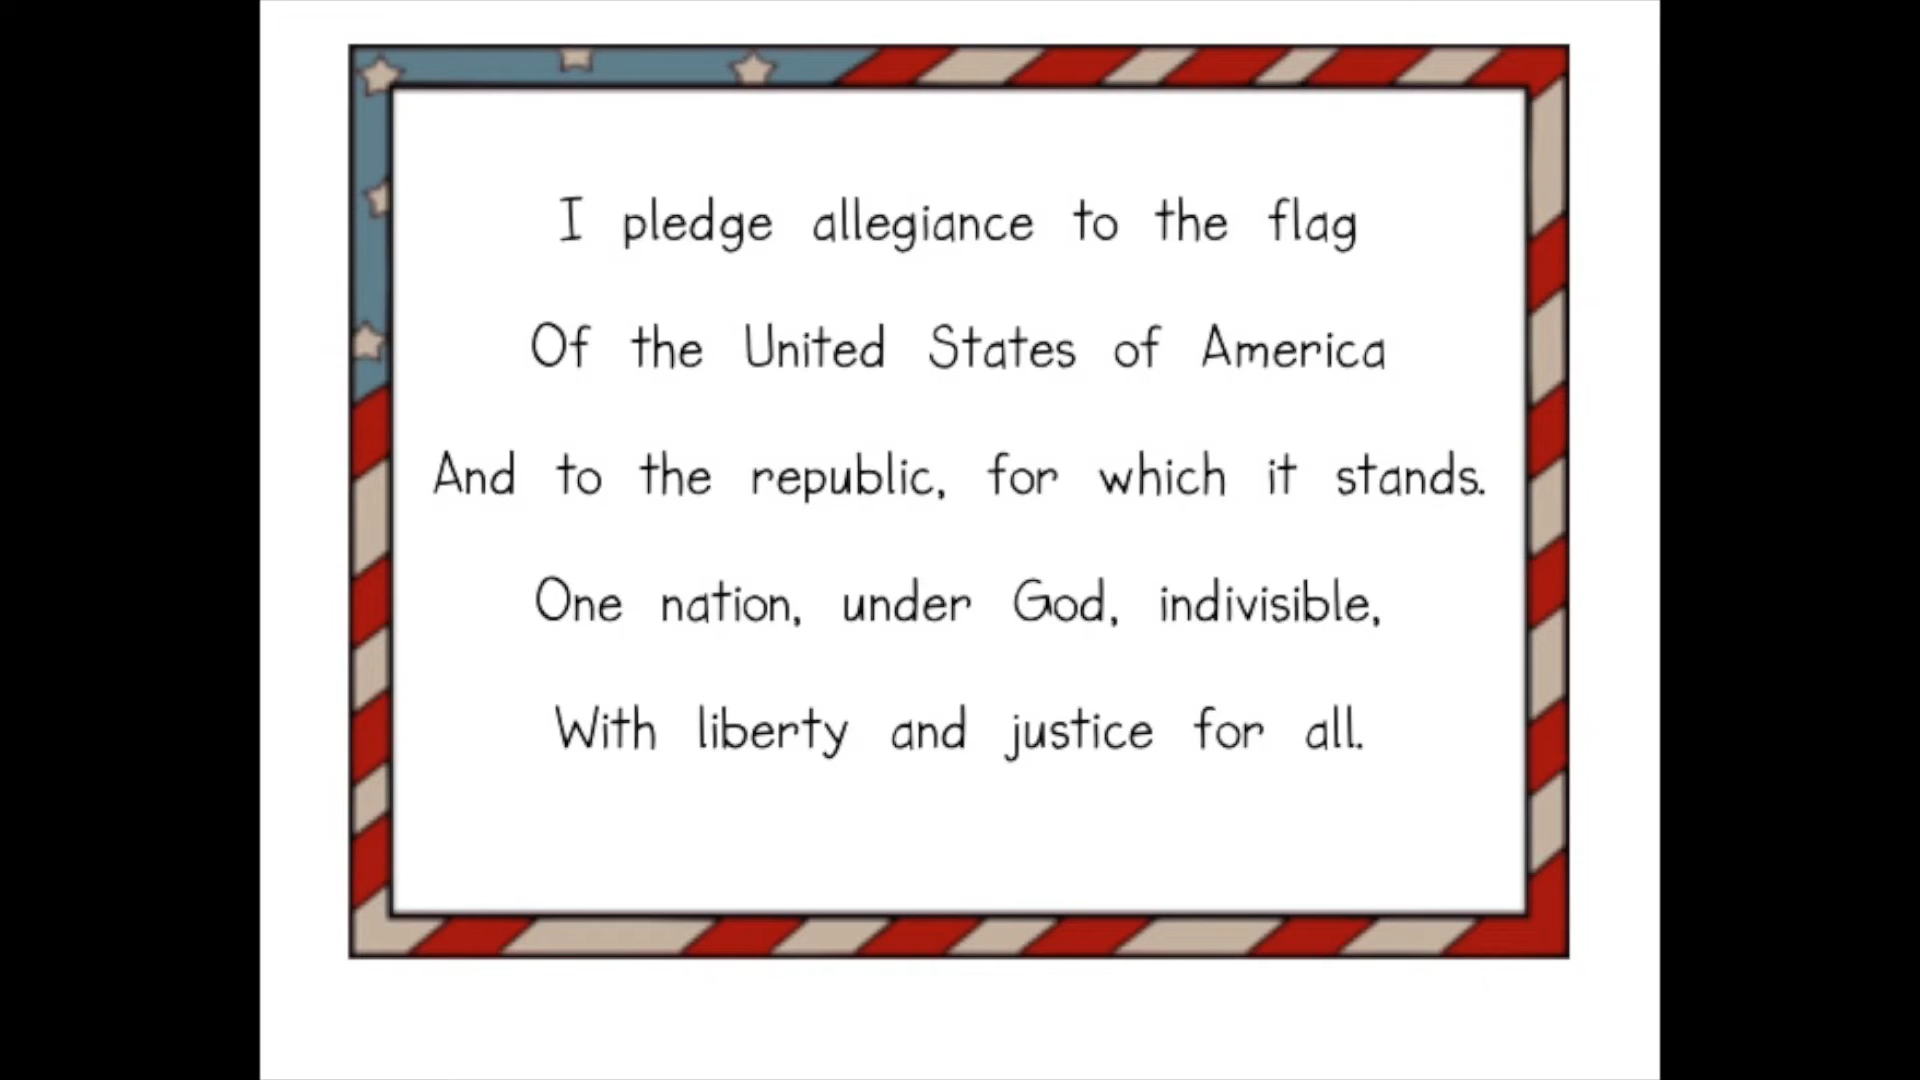 I pledge allegiance to the flag
Of the United States of America
And to the republic, for which it stands.
One nation, under God, indivisible,
With liberty and justice for all.